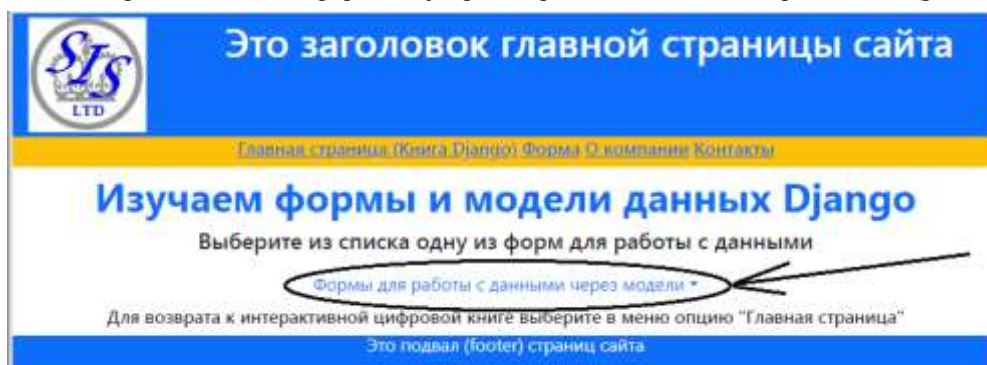 Это заголовок главной страницы сайта
SIS
LTD
Главная страница (Книга Django) Форма О компании Контакты
Изучаем формы и модели данных Django
Выберите из списка одну из форм для работы с данными
Формы для работы с данными через модели
Для возврата к интерактивной цифровой книге выберите в меню опцию "Главная страница"
Это подвал (footer) страниц сайта